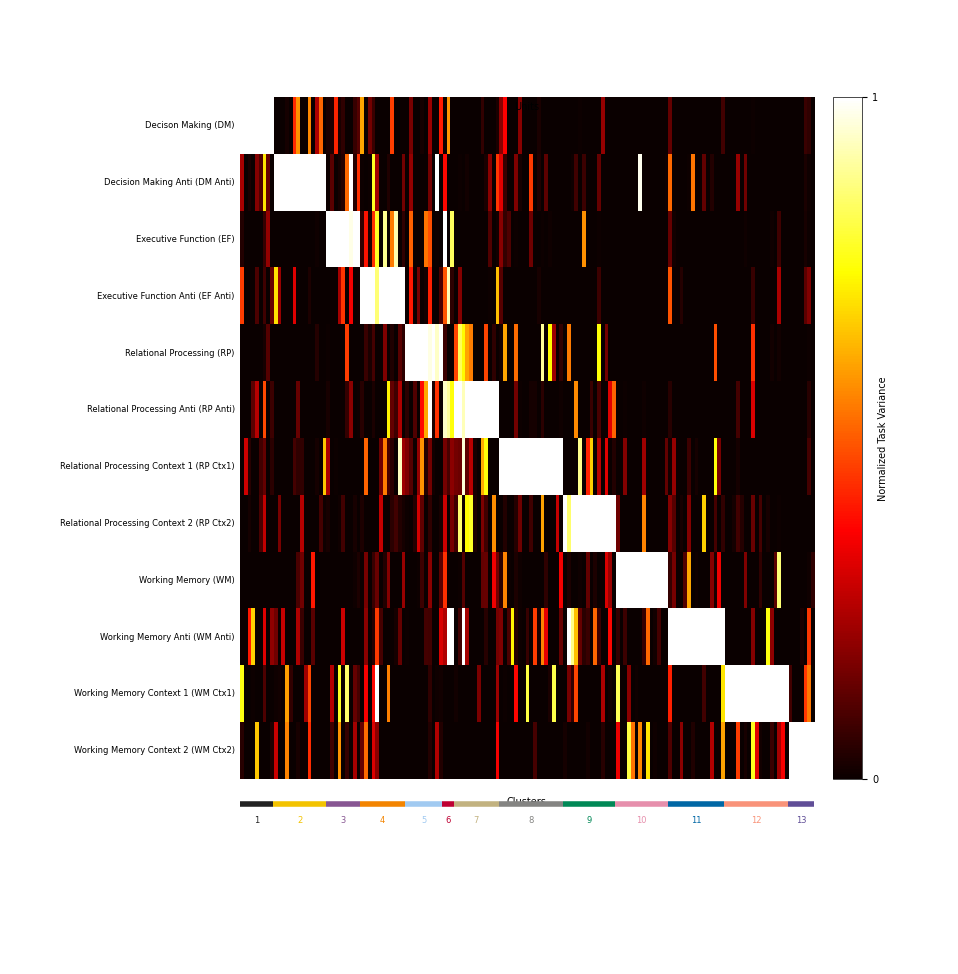 1
Decison Making (DM)
Decision Making Anti (DM Anti)
Executive Function (EF)
Executive Function Anti (EF Anti)
Relational Processing (RP)
Relational Processing Anti (RP Anti)
Relational Processing Context 1 (RP Ctx1)
Relational Processing Context 2 (RP Ctx2)
Working Memory (WM)
Working Memory Anti (WM Anti)
Working Memory Context 1 (WM Ctx1)
Working Memory Context 2 (WM Ctx2)
Normalized Task Variance
0
Clusters
1 2 3 4 5 6 7 8 9 10 11 12 13